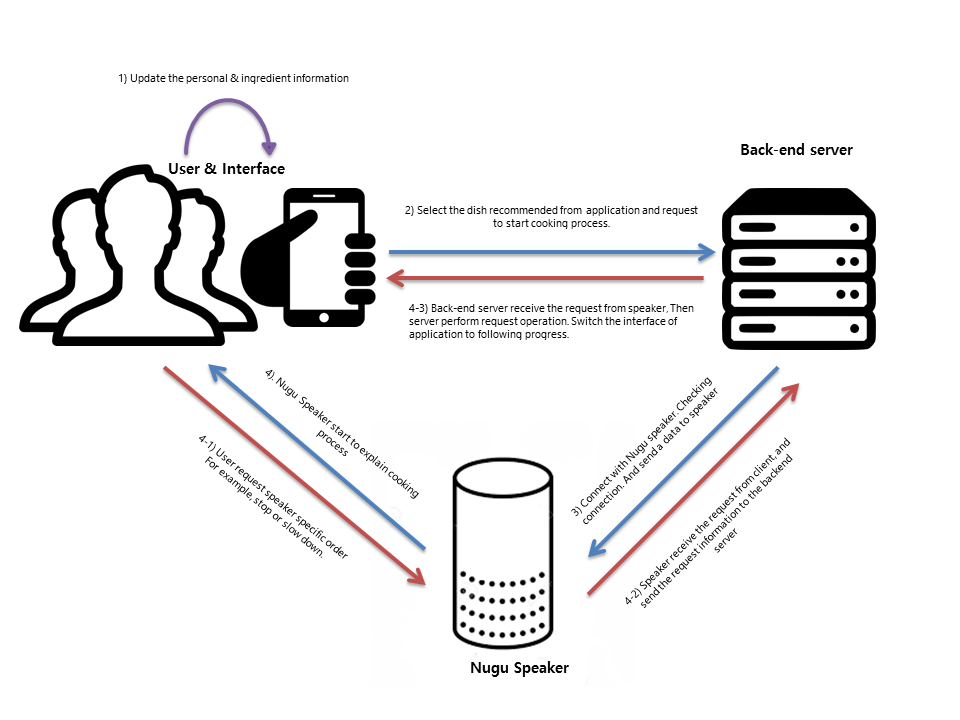 1) Update the personal & ingredient information
User & Interface
Back-end server
2) Select the dish recommended from application and request
to start cooking process.
4-3) Back-end server receive the request from speaker, Then
server perform request operation. Switch the interface of
application to following progress.
4). Nugu Speaker start to explain cooking
process
4-1) User request speaker specific order
For example, stop or slow down.
3) Connect with Nugu speaker. Checking
connection. And send a data to speaker
4-2) Speaker receive the request from client, and
send the request information to the backend
server
Nugu Speaker